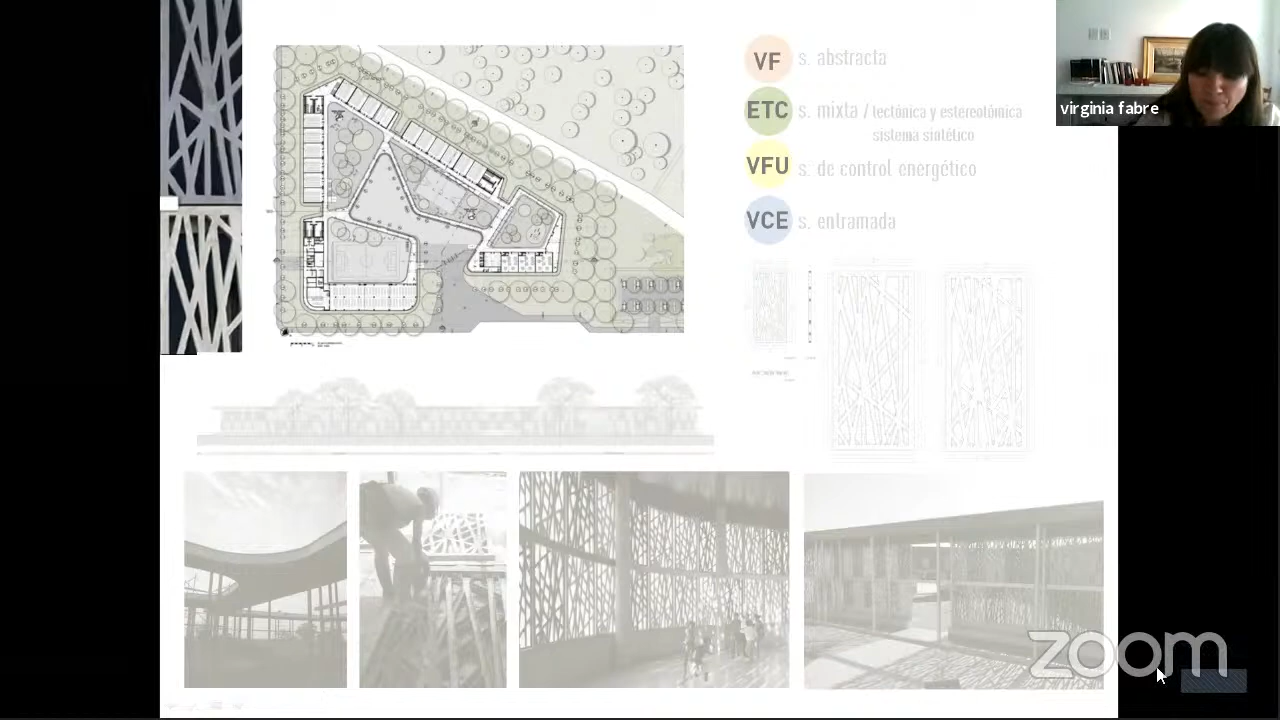 VF s. abstracta
ETC s. mixta / tectónica y estereotómica
sistema sintético
VFU s. de control energético
VCE s. entramada
virginia fabre
zoom